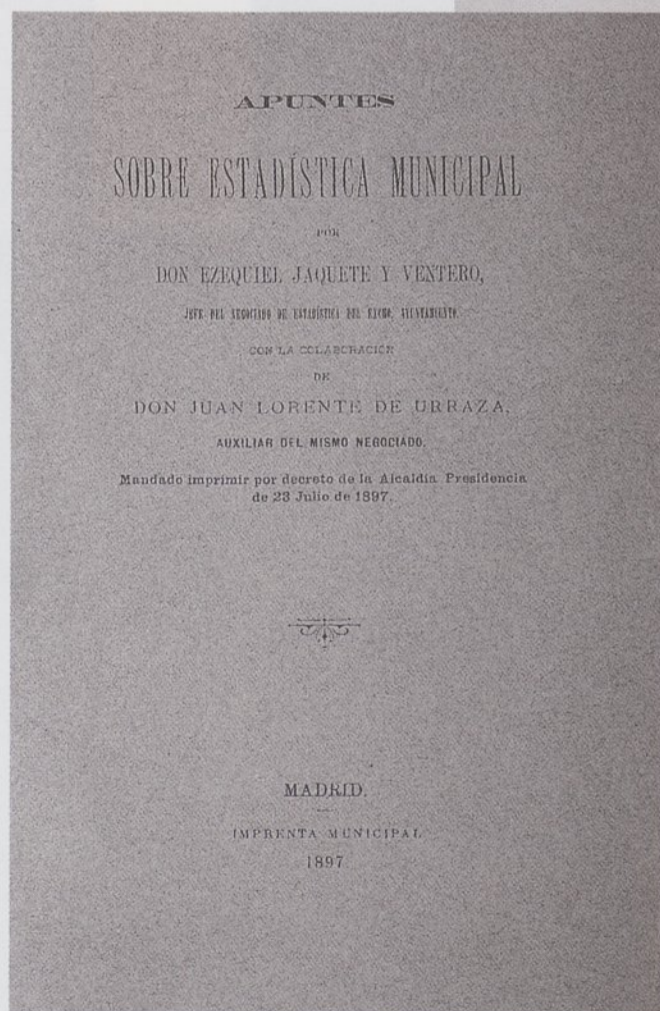 APUNTES
SOBRE ESTADÍSTICA MUNICIPAL
POR
DON EZEQUIEL JAQUETE Y VENTERO,
JEFE DEL NEGOCIADO DE ESTADÍSTICA DEL EXCMO. AYUNTAMIENTO.
CON LA COLABORACIÓN
DE
DON JUAN LORENTE DE URRAZA,
AUXILIAR DEL MISMO NEGOCIADO.
Mandado imprimir por decreto de la Alcaldía Presidencia
de 23 Julio de 1897.
MADRID.
IMPRENTA MUNICIPAL
1897